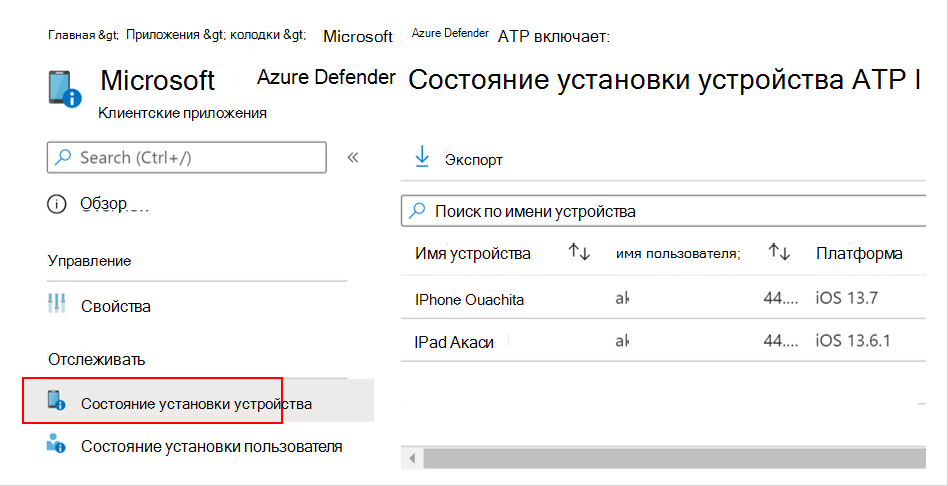 Главная &gt; Приложения &gt; колодки &gt; Microsoft Azure Defender ATP включает:
Microsoft Azure Defender Состояние установки устройства ATP I
Клиентские приложения
Search (Ctrl+/)
«
Экспорт
Обзор
Поиск по имени устройства
Имя устройства имя пользователя; Платформа
Управление
Свойства
IPhone Ouachita 44.... iOS 13.7
IPad Акаси 44.... iOS 13.6.1
Отслеживать
Состояние установки устройства
Состояние установки пользователя